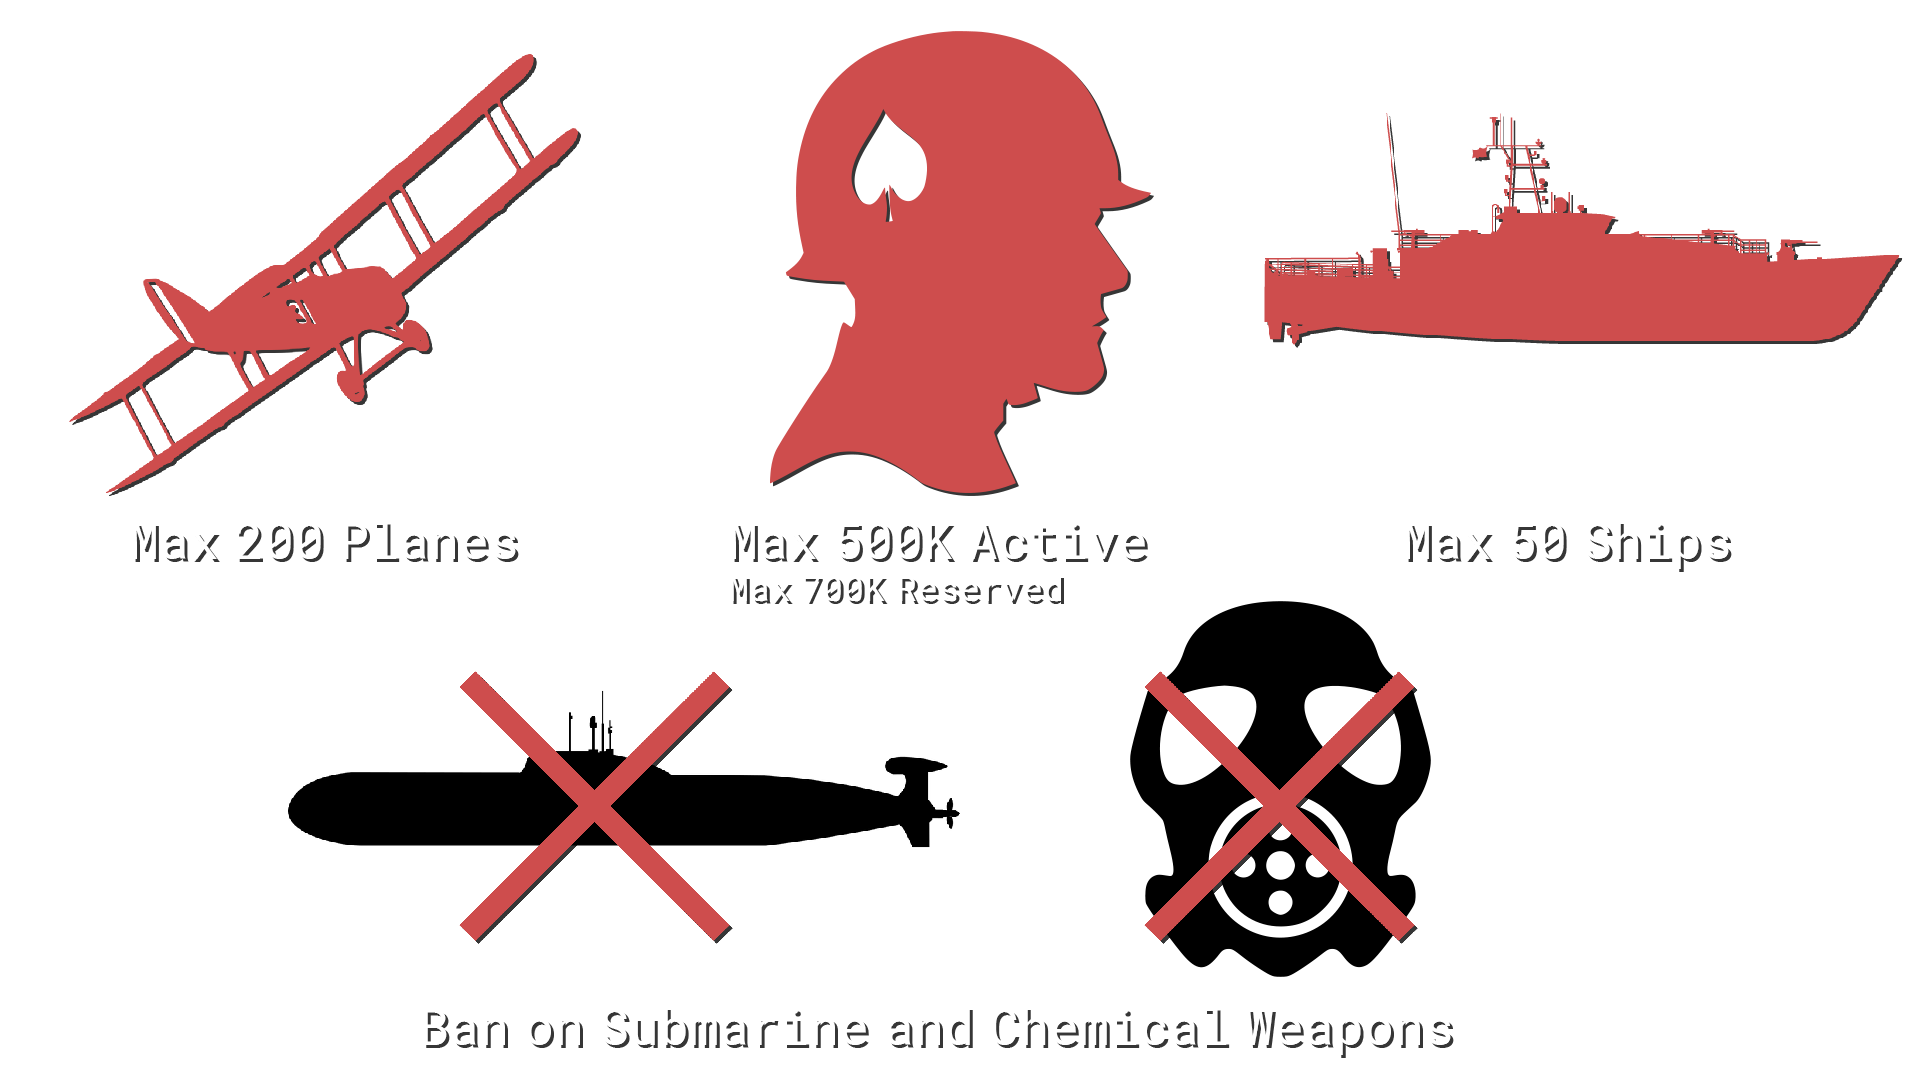 Max 200 Planes
Max 500K Active
Max 700K Reserved
Max 50 Ships
Ban on Submarine and Chemical Weapons